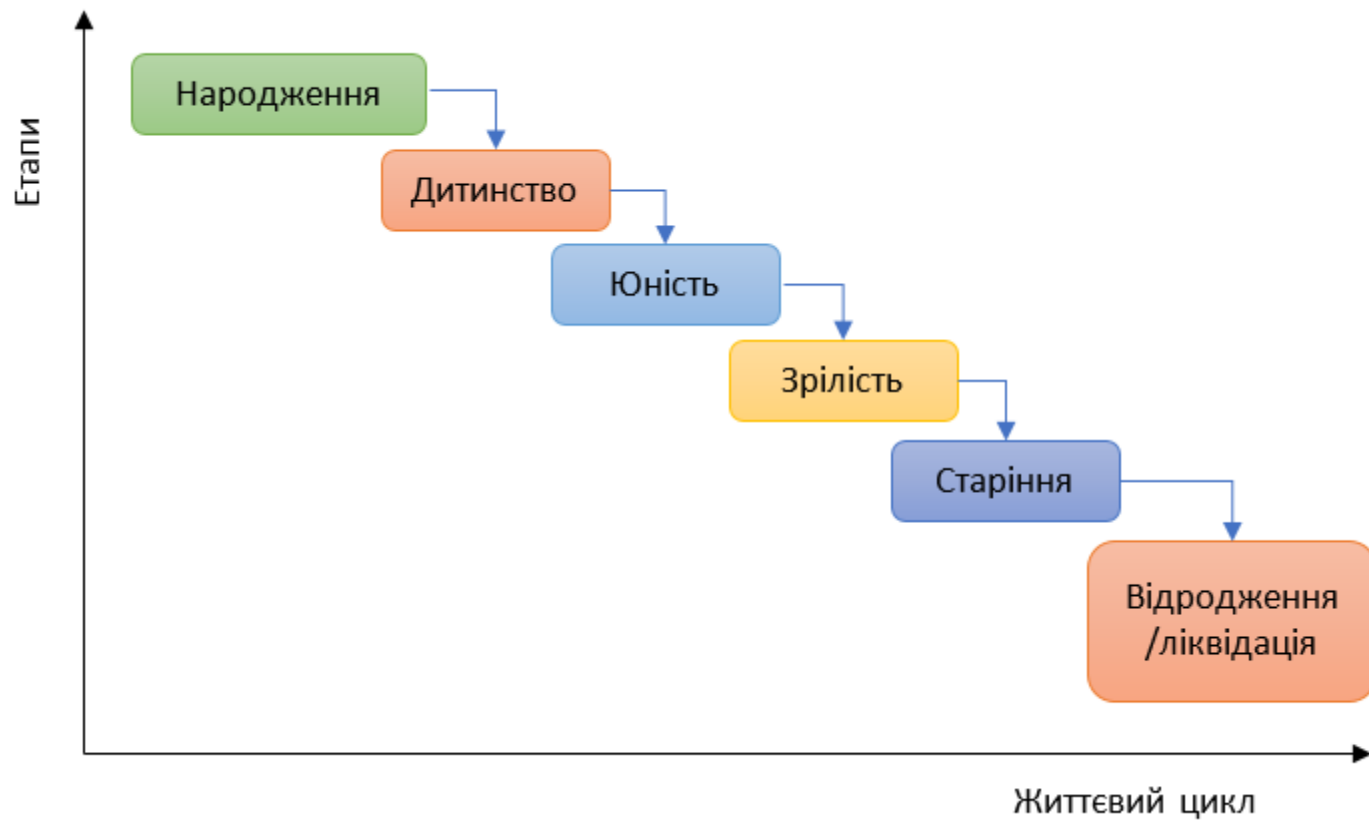 Етапи
Народження
Дитинство
Юність
Зрілість
Старіння
Відродження
/ліквідація
Життєвий цикл